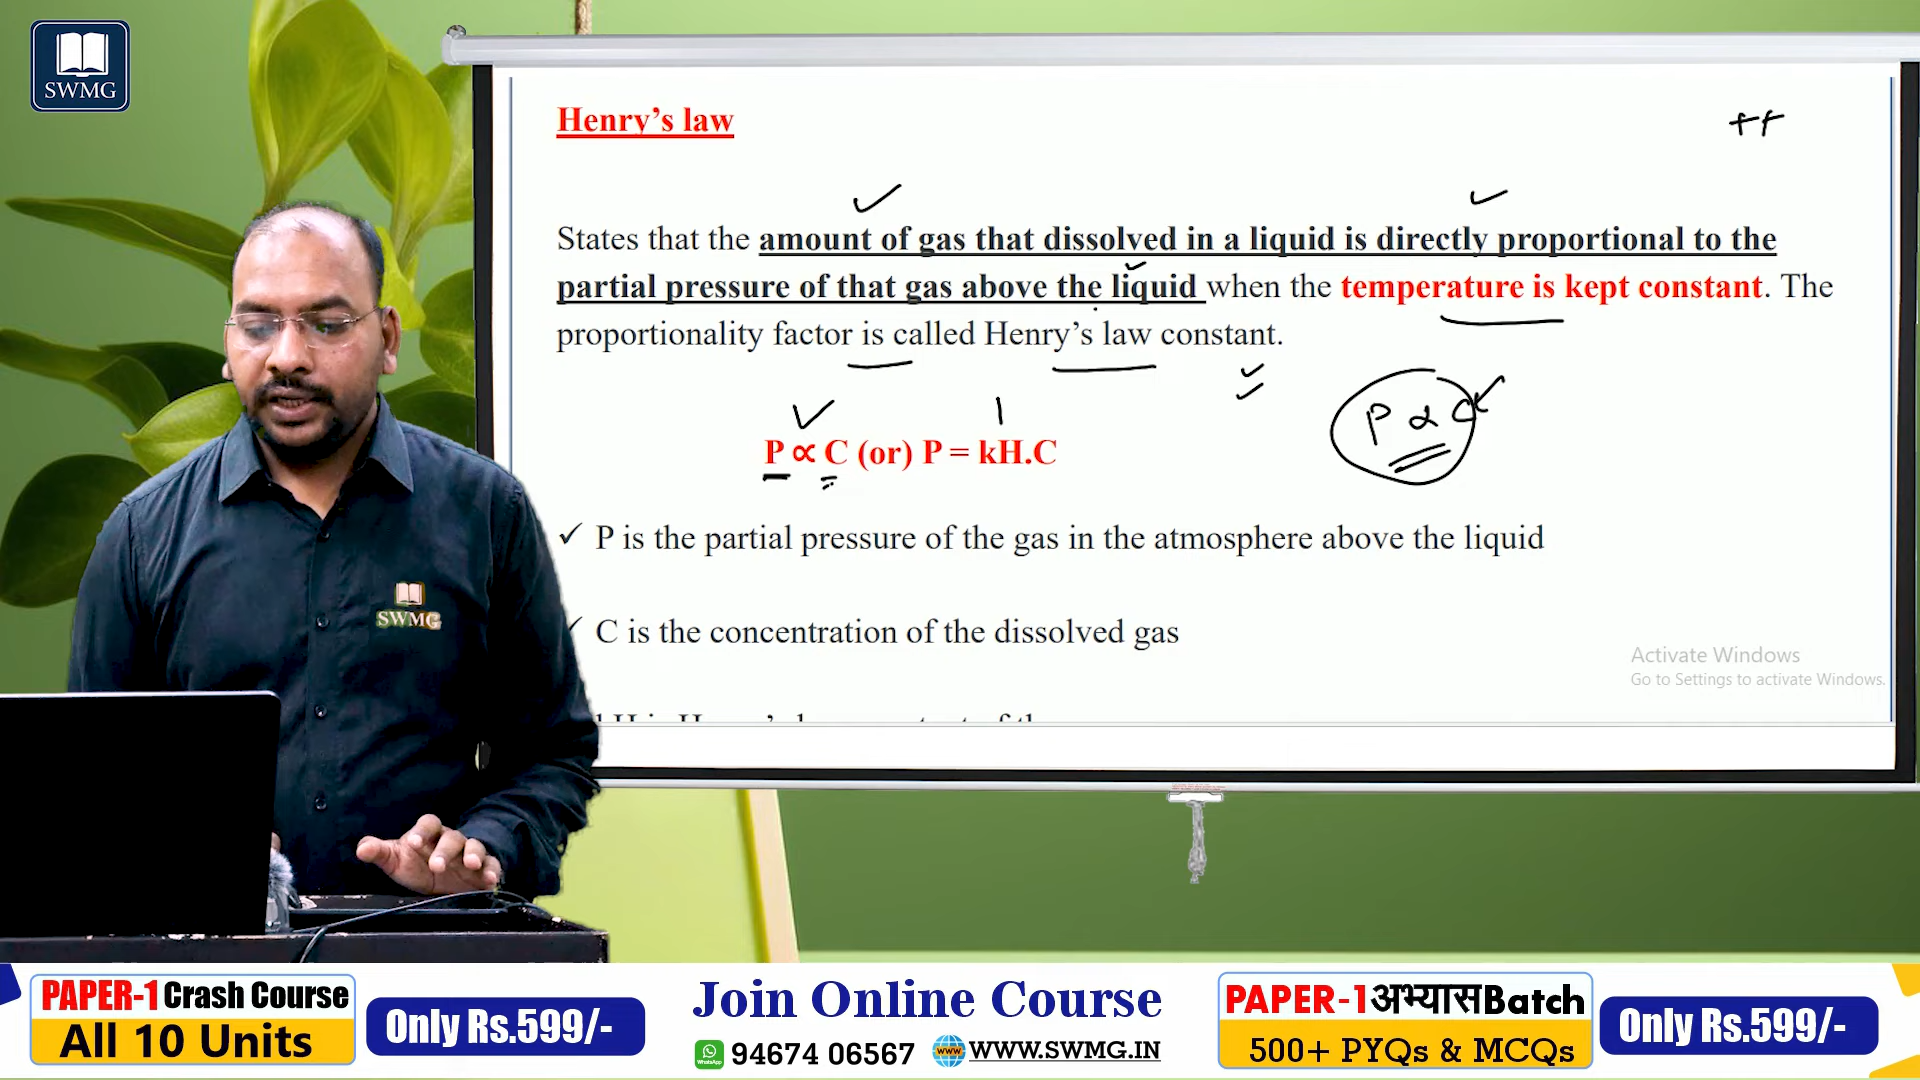 SWMG
Henry’s law
++
States that the amount of gas that dissolved in a liquid is directly proportional to the
partial pressure of that gas above the liquid when the temperature is kept constant. The
proportionality factor is called Henry’s law constant.
P ∝ C
P ∝ C (or) P = kH.C
✓ P is the partial pressure of the gas in the atmosphere above the liquid
✓ C is the concentration of the dissolved gas
SWMG
Activate Windows
Go to Settings to activate Windows.
PAPER-1 Crash Course
All 10 Units
Only Rs.599/-
Join Online Course
94674 06567 WWW.SWMG.IN
PAPER-1 अभ्यास Batch
500+ PYQs & MCQs
Only Rs.599/-